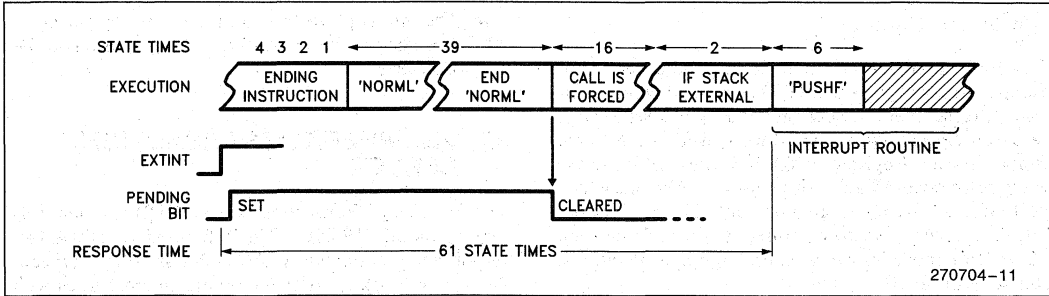 STATE TIMES 4 3 2 1 39 16 2 6
EXECUTION
ENDING INSTRUCTION
'NORML'
END 'NORML'
CALL IS FORCED
IF STACK EXTERNAL
'PUSHF'
INTERRUPT ROUTINE
EXTINT
PENDING BIT
SET
CLEARED
RESPONSE TIME
61 STATE TIMES
270704-11